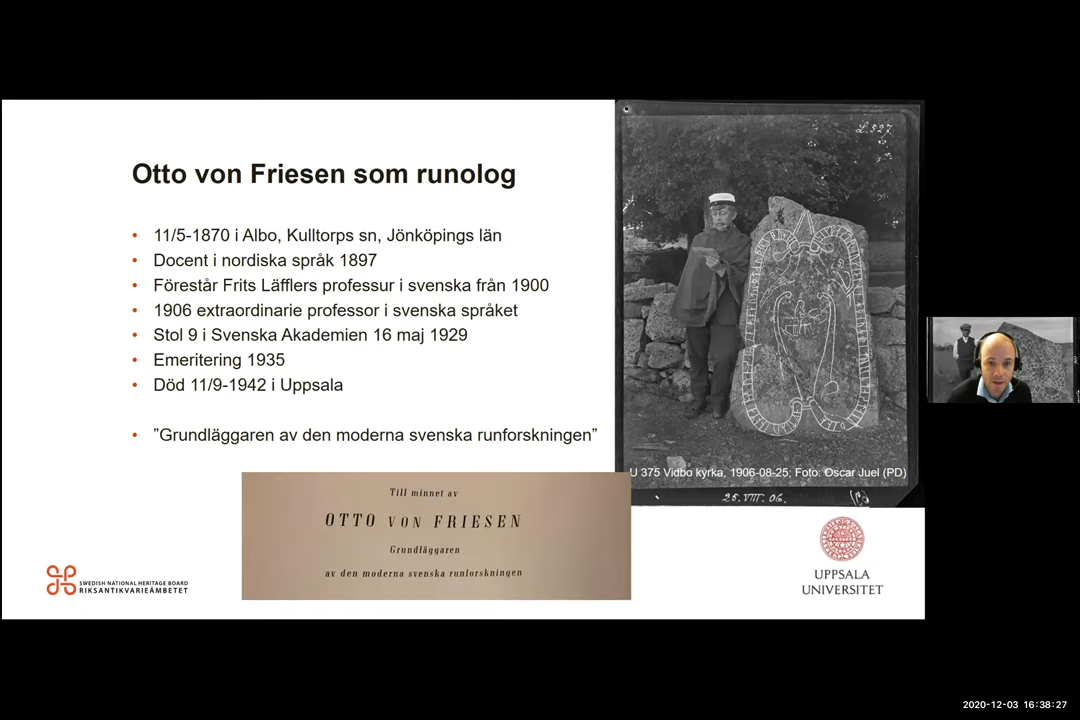 Otto von Friesen som runolog
• 11/5-1870 i Albo, Kulltorps sn, Jönköpings län
• Docent i nordiska språk 1897
• Förestår Frits Läfflers professur i svenska från 1900
• 1906 extraordinarie professor i svenska språket
• Stol 9 i Svenska Akademien 16 maj 1929
• Emeritering 1935
• Död 11/9-1942 i Uppsala
• ”Grundläggaren av den moderna svenska runforskningen”
L.527.
U 375 Vidbo kyrka, 1906-08-25; Foto: Oscar Juel (PD)
25.VIII.06.
Till minnet av
OTTO VON FRIESEN
Grundläggaren
av den moderna svenska runforskningen
SWEDISH NATIONAL HERITAGE BOARD
RIKSANTIKVARIEÄMBETET
UPPSALA
UNIVERSITET
2020-12-03 16:38:27